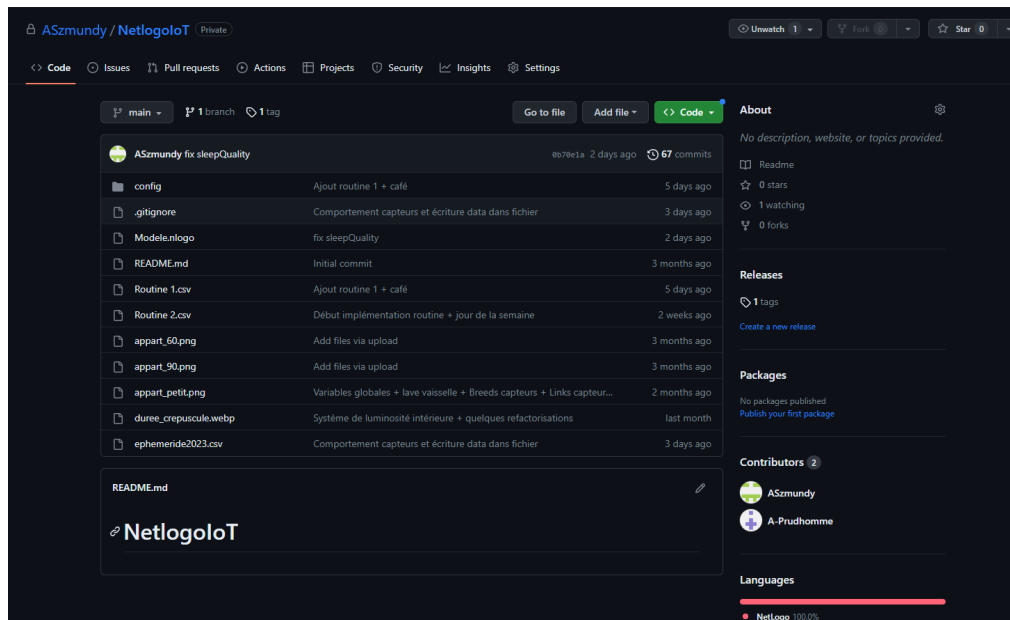 ASzmundy / NetlogoIoT Private
Unwatch 1 Fork 0 Star 0
Code Issues Pull requests Actions Projects Security Insights Settings
main 1 branch 1 tag Go to file Add file Code
ASzmundy fix sleepQuality 0b70e1a 2 days ago 67 commits
config Ajout routine 1 + café 5 days ago
.gitignore Comportement capteurs et écriture data dans fichier 3 days ago
Modele.nlogo fix sleepQuality 2 days ago
README.md Initial commit 3 months ago
Routine 1.csv Ajout routine 1 + café 5 days ago
Routine 2.csv Début implémentation routine + jour de la semaine 2 weeks ago
appart_60.png Add files via upload 3 months ago
appart_90.png Add files via upload 3 months ago
appart_petit.png Variables globales + lave vaisselle + Breeds capteurs + Links capteur... 2 months ago
duree_crepuscule.webp Système de luminosité intérieure + quelques refactorisations last month
ephemeride2023.csv Comportement capteurs et écriture data dans fichier 3 days ago
README.md
NetlogoIoT
About
No description, website, or topics provided.
Readme
0 stars
1 watching
0 forks
Releases
1 tags
Create a new release
Packages
No packages published
Publish your first package
Contributors 2
ASzmundy
A-Prudhomme
Languages
NetLogo 100.0%